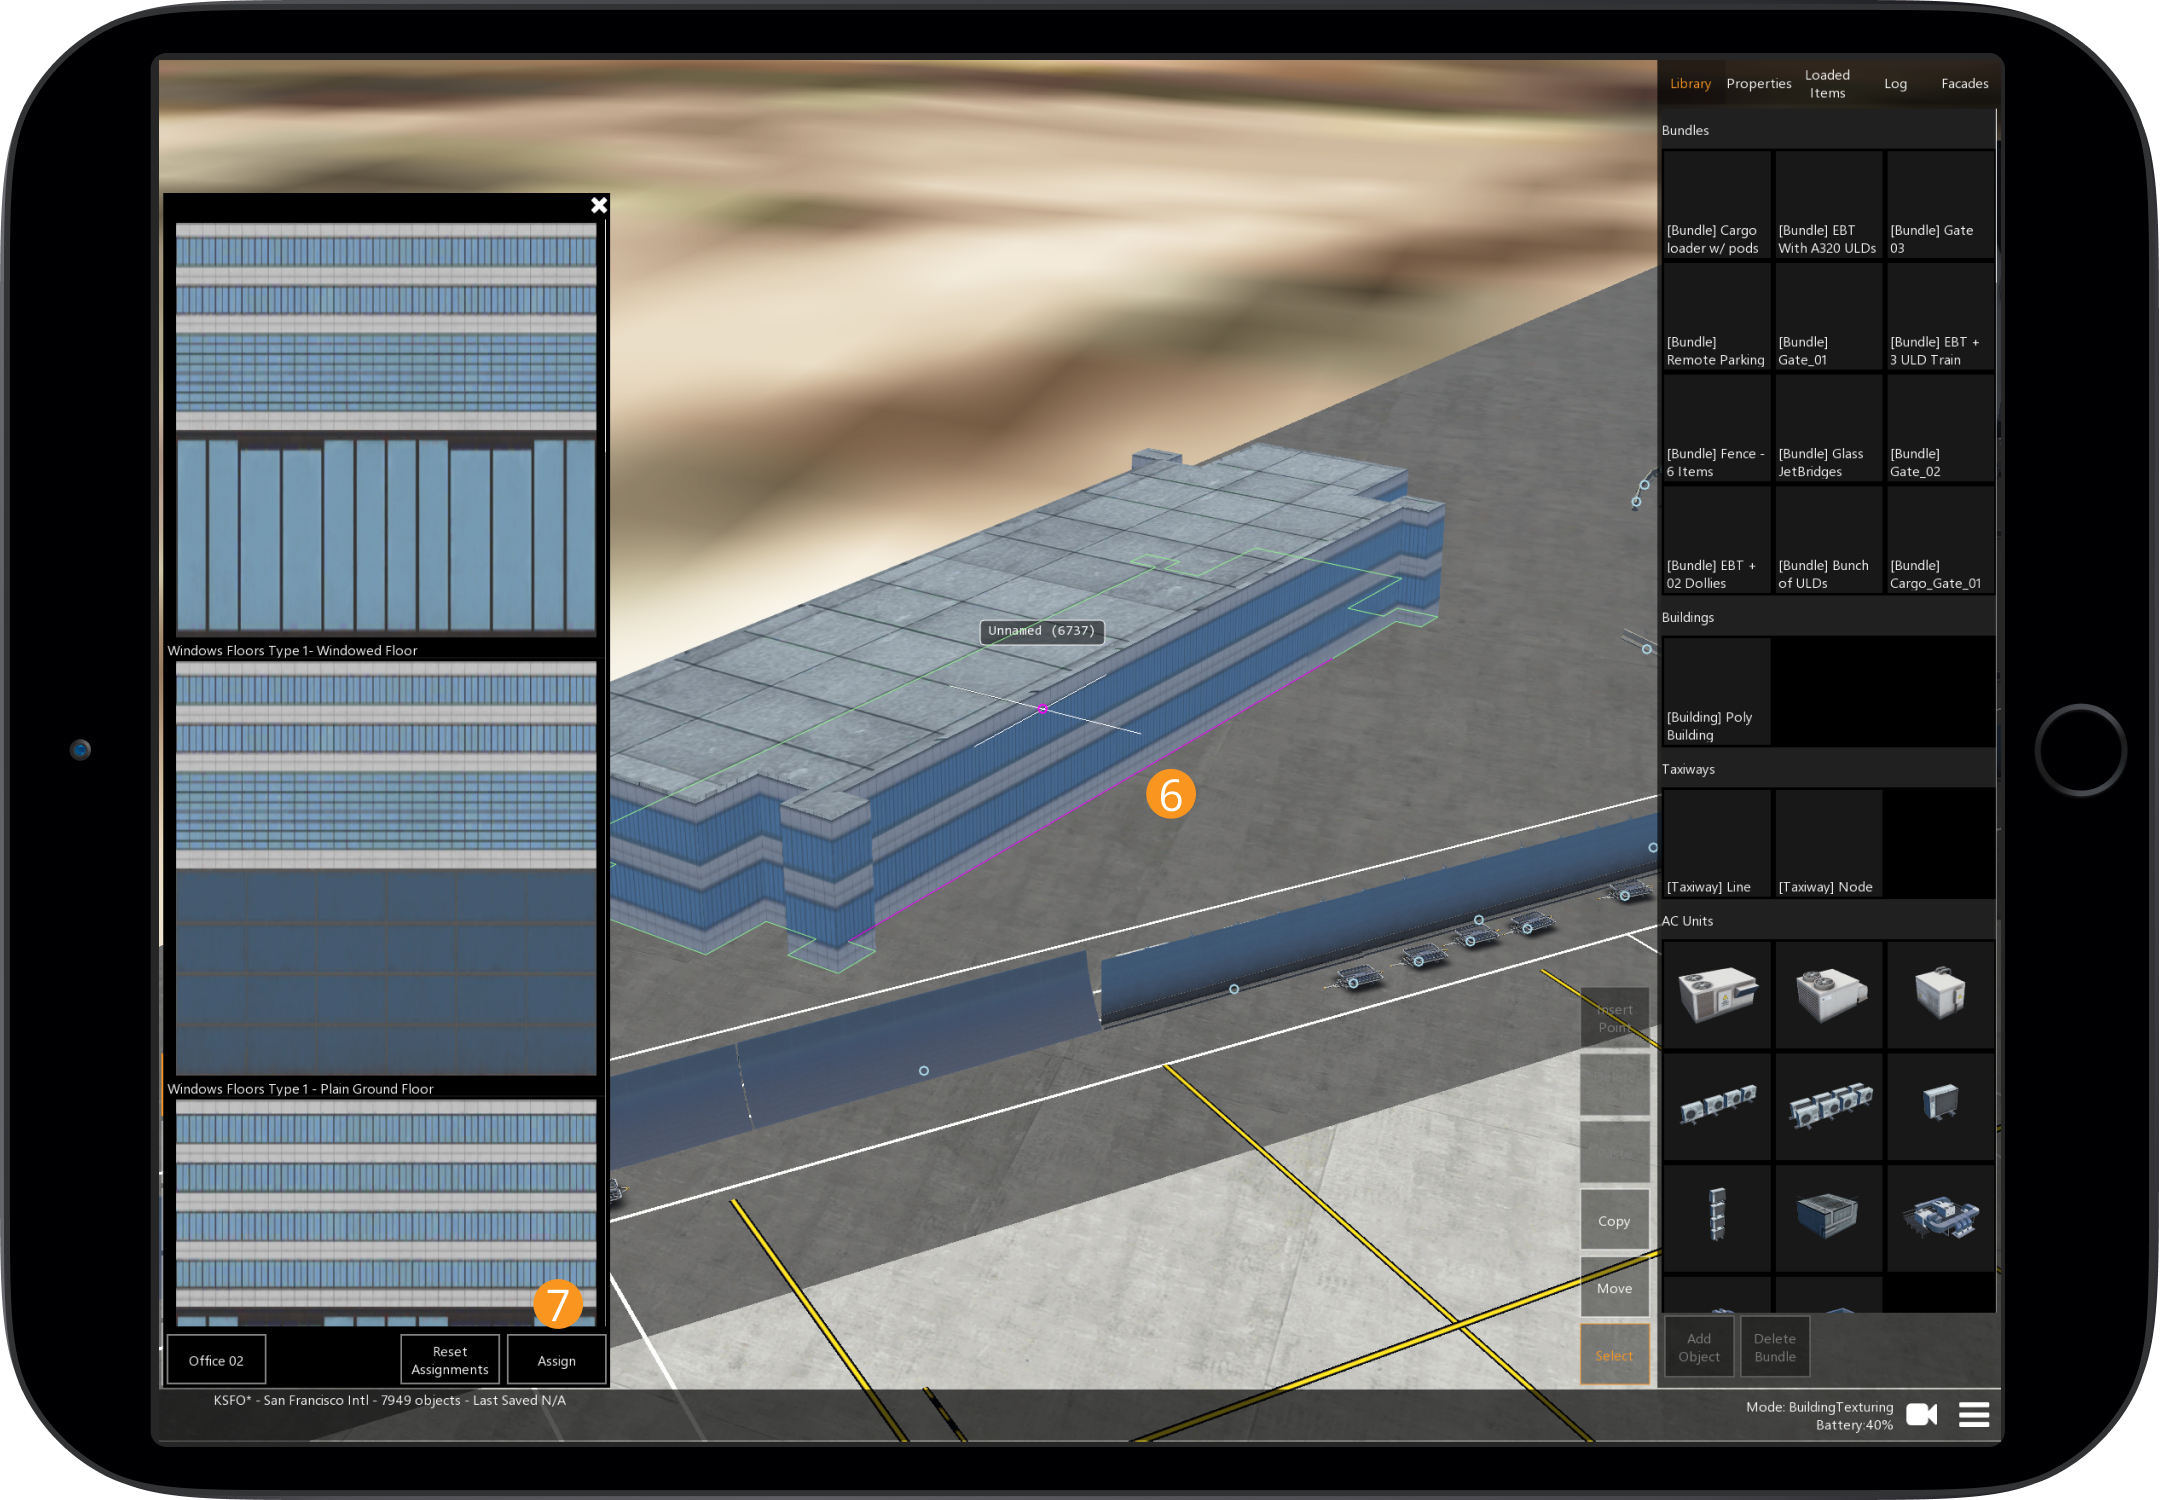 Library
Properties
Loaded
Items
Log
Facades
Bundles
[Bundle] Cargo
loader w/ pods
[Bundle] EBT
With A320 ULDs
[Bundle] Gate
03
[Bundle]
Remote Parking
[Bundle]
Gate_01
[Bundle] EBT +
3 ULD Train
[Bundle] Fence -
6 Items
[Bundle] Glass
JetBridges
[Bundle]
Gate_02
[Bundle] EBT +
02 Dollies
[Bundle] Bunch
of ULDs
[Bundle]
Cargo_Gate_01
Buildings
[Building] Poly
Building
Taxiways
[Taxiway] Line
[Taxiway] Node
AC Units
Add
Object
Delete
Bundle
Unnamed (6737)
6
Windows Floors Type 1- Windowed Floor
Windows Floors Type 1 - Plain Ground Floor
7
Office 02
Reset
Assignments
Assign
Insert
Point
Copy
Move
Select
KSFO* - San Francisco Intl - 7949 objects - Last Saved N/A
Mode: BuildingTexturing
Battery:40%